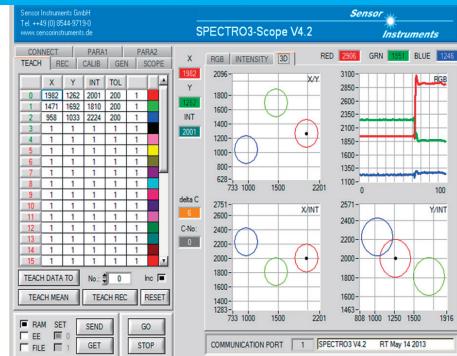 Sensor Instruments GmbH
Tel. ++49 (0) 8544-9719-0
www.sensorinstruments.de
SPECTRO3-Scope V4.2
Sensor
Instruments
CONNECT PARA1 PARA2
TEACH REC CALIB GEN SCOPE
X Y INT TOL
0 1982 1262 2001 200 1
1 1471 1692 1810 200 1
2 958 1033 2224 200 1
3 1 1 1 1 1
4 1 1 1 1 1
5 1 1 1 1 1
6 1 1 1 1 1
7 1 1 1 1 1
8 1 1 1 1 1
9 1 1 1 1 1
10 1 1 1 1 1
11 1 1 1 1 1
12 1 1 1 1 1
13 1 1 1 1 1
14 1 1 1 1 1
15 1 1 1 1 1
TEACH DATA TO No.: 0 Inc
TEACH MEAN TEACH REC RESET
RAM SET SEND GO
EE 0
FILE 1 GET STOP
X
1982
Y
1262
INT
2001
delta C
6
C-No:
0
RGB INTENSITY 3D RED 2906 GRN 1851 BLUE 1246
X/Y
2096
1800
1600
1400
1200
1000
800
628
733 1000 1500 2201
RGB
3100
2850
2600
2350
2100
1850
1600
1350
1100
0 100
X/INT
2751
2600
2400
2200
2000
1800
1600
1400
1283
733 1000 1500 2201
Y/INT
2571
2400
2200
2000
1800
1600
1463
808 1000 1250 1500 1916
COMMUNICATION PORT 1 SPECTRO3 V4.2 RT May 14 2013